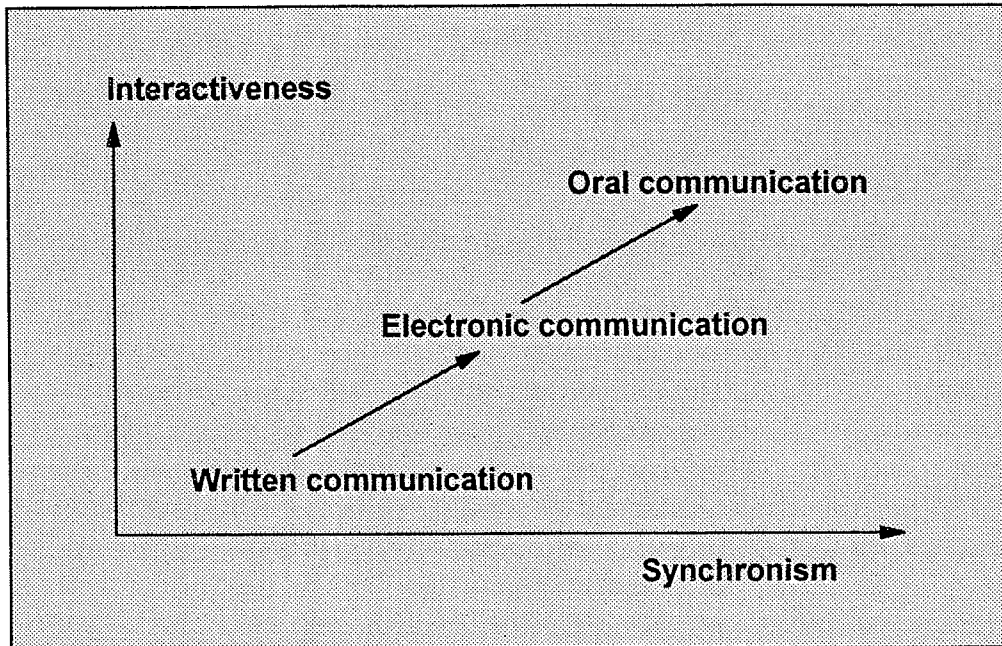 Interactiveness
Oral communication
Electronic communication
Written communication
Synchronism